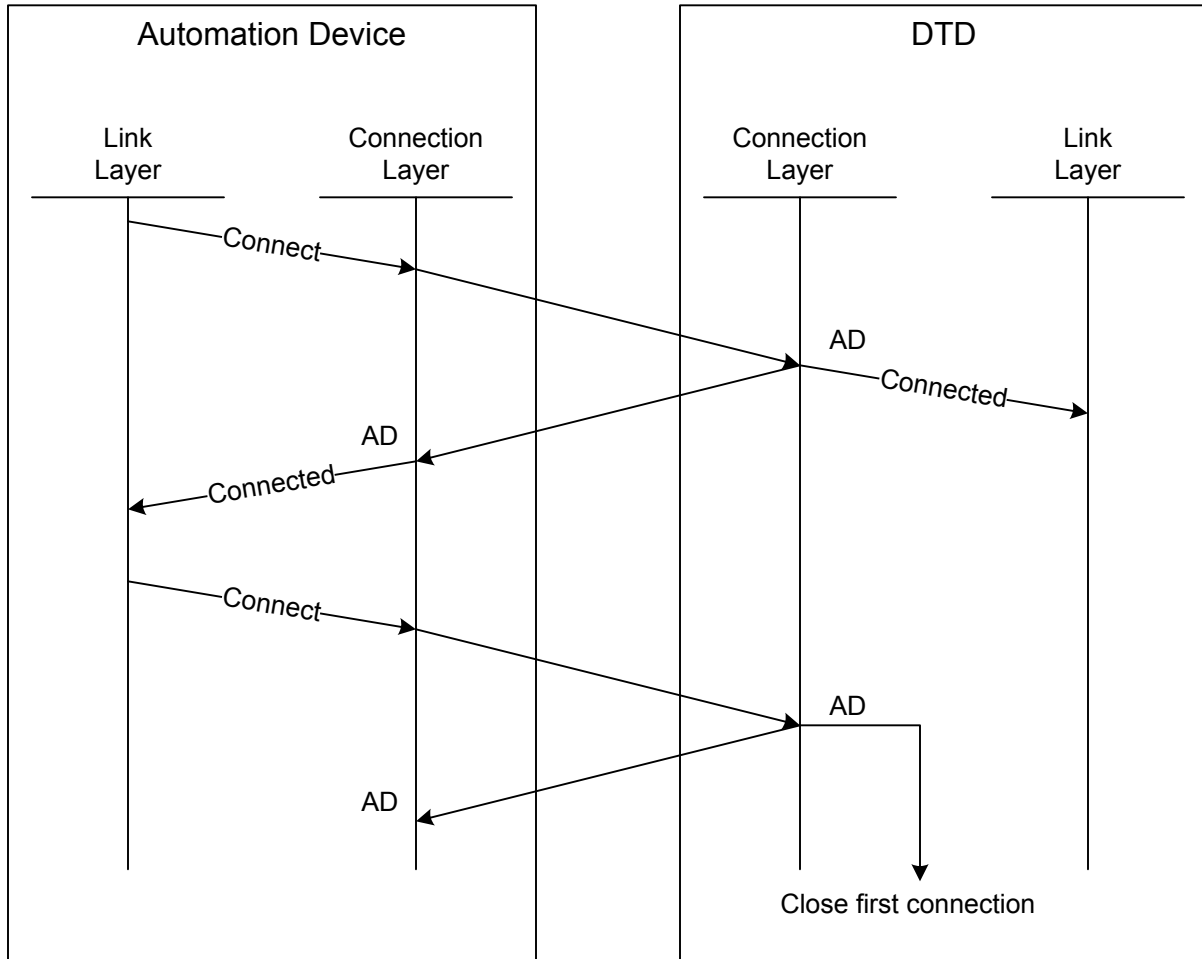 Automation Device
DTD
Link
Layer
Connection
Layer
Connection
Layer
Link
Layer
Connect
AD
Connected
AD
Connected
Connect
AD
AD
Close first connection